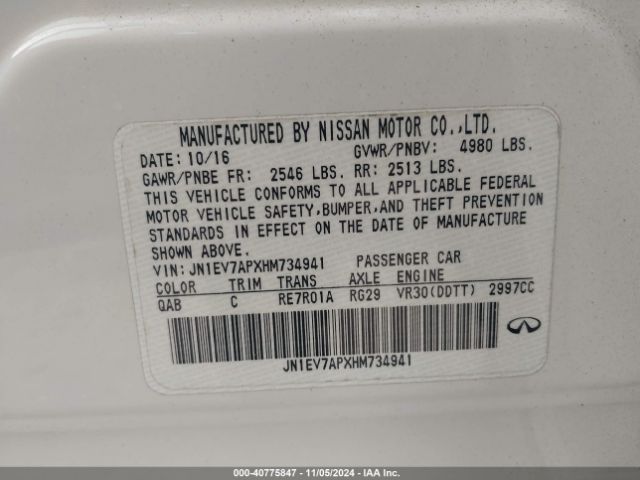 MANUFACTURED BY NISSAN MOTOR CO.,LTD.
DATE: 10/16 GVWR/PNBV: 4980 LBS.
GAWR/PNBE FR: 2546 LBS. RR: 2513 LBS.
THIS VEHICLE CONFORMS TO ALL APPLICABLE FEDERAL
MOTOR VEHICLE SAFETY,BUMPER,AND THEFT PREVENTION
STANDARDS IN EFFECT ON THE DATE OF MANUFACTURE
SHOWN ABOVE.
VIN: JN1EV7APXHM734941 PASSENGER CAR
COLOR TRIM TRANS AXLE ENGINE
QAB C RE7R01A RG29 VR30(DDTT) 2997CC
JN1EV7APXHM734941
000-40775847 - 11/05/2024 - IAAI.COM